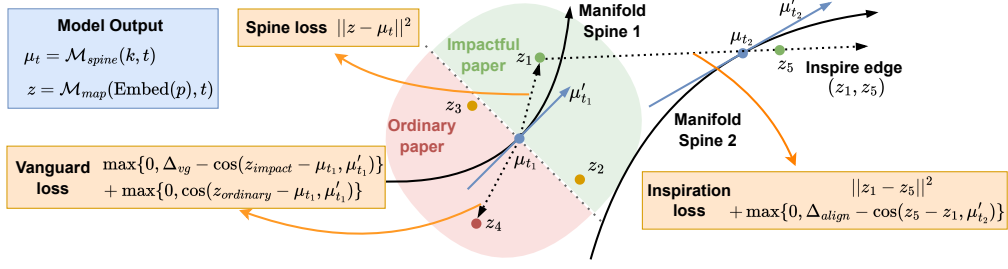 Model Output
μ_t = M_spine(k, t)
z = M_map(Embed(p), t)
Spine loss ||z − μ_t||²
Impactful
paper
Ordinary
paper
z_1
z_3
z_2
z_4
μ_{t_1}
μ'_{t_1}
Manifold
Spine 1
μ'_{t_2}
μ_{t_2}
z_5
Inspire edge
(z_1, z_5)
Manifold
Spine 2
Vanguard
loss
max{0, Δ_vg − cos(z_impact − μ_{t_1}, μ'_{t_1})}
+ max{0, cos(z_ordinary − μ_{t_1}, μ'_{t_1})}
Inspiration
loss
||z_1 − z_5||²
+ max{0, Δ_align − cos(z_5 − z_1, μ'_{t_2})}